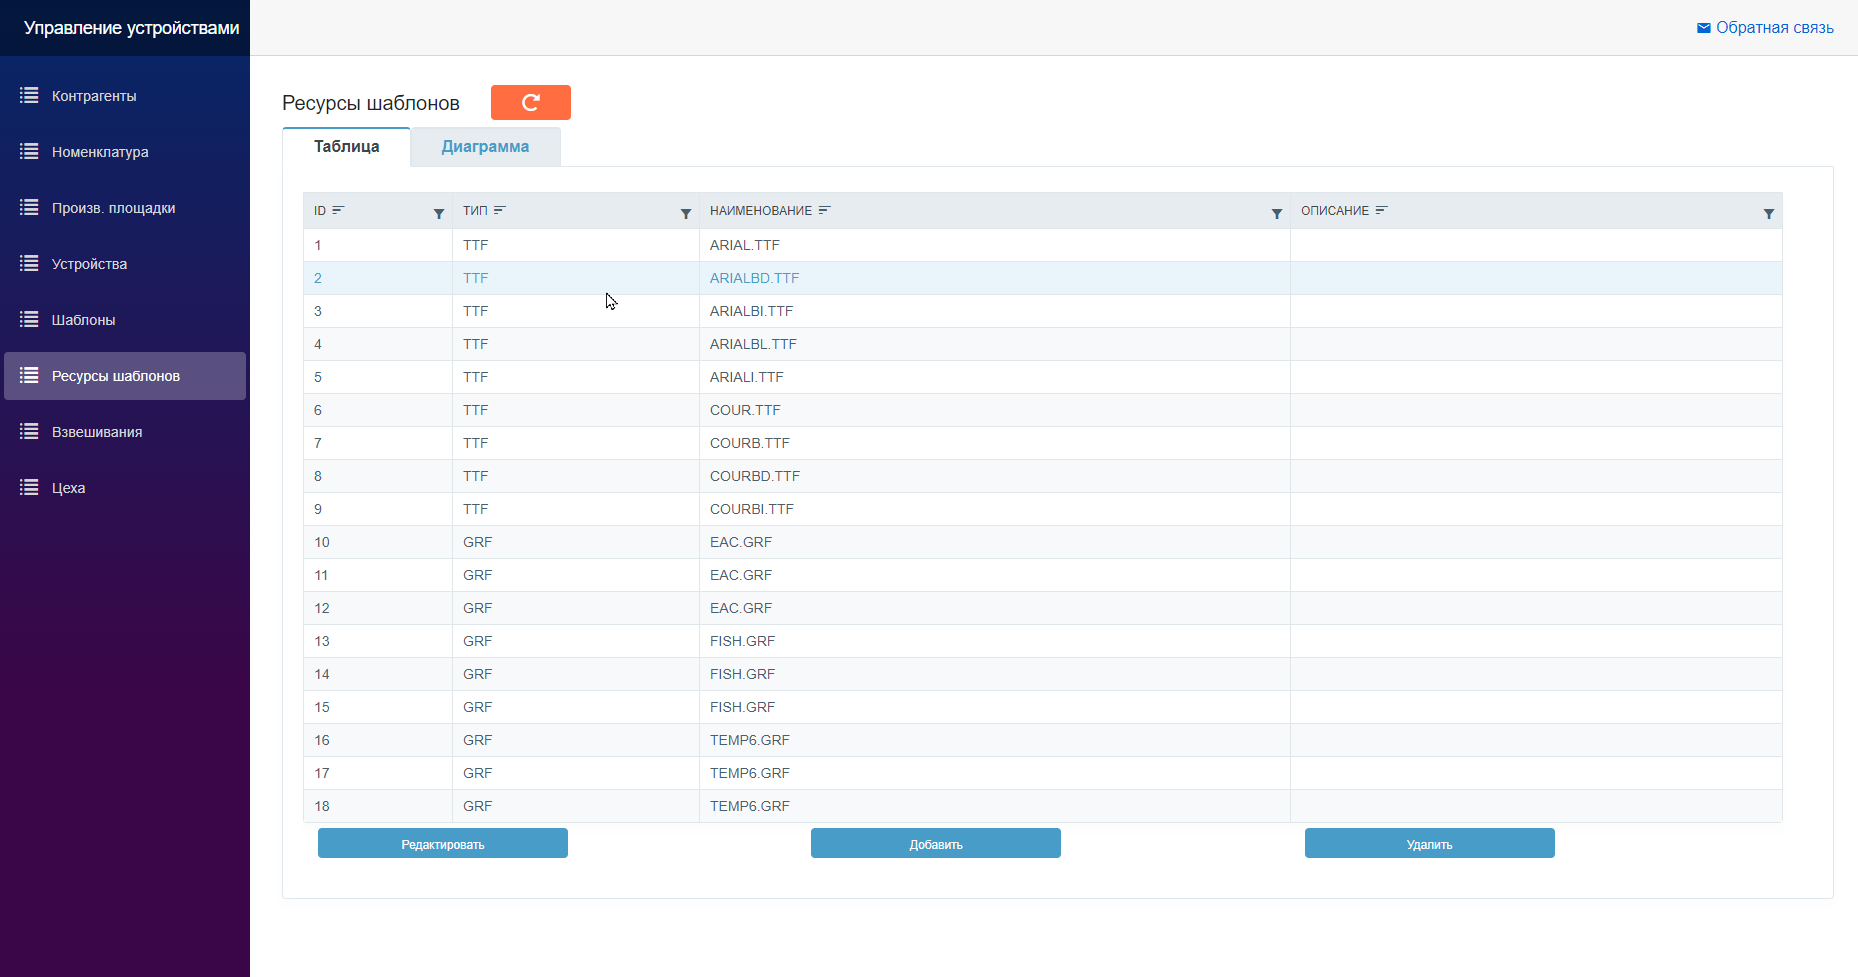 Управление устройствами
Обратная связь
Контрагенты
Номенклатура
Произв. площадки
Устройства
Шаблоны
Ресурсы шаблонов
Взвешивания
Цеха
Ресурсы шаблонов
Таблица Диаграмма
ID ТИП НАИМЕНОВАНИЕ ОПИСАНИЕ
1 TTF ARIAL.TTF
2 TTF ARIALBD.TTF
3 TTF ARIALBI.TTF
4 TTF ARIALBL.TTF
5 TTF ARIALI.TTF
6 TTF COUR.TTF
7 TTF COURB.TTF
8 TTF COURBD.TTF
9 TTF COURBI.TTF
10 GRF EAC.GRF
11 GRF EAC.GRF
12 GRF EAC.GRF
13 GRF FISH.GRF
14 GRF FISH.GRF
15 GRF FISH.GRF
16 GRF TEMP6.GRF
17 GRF TEMP6.GRF
18 GRF TEMP6.GRF
Редактировать Добавить Удалить